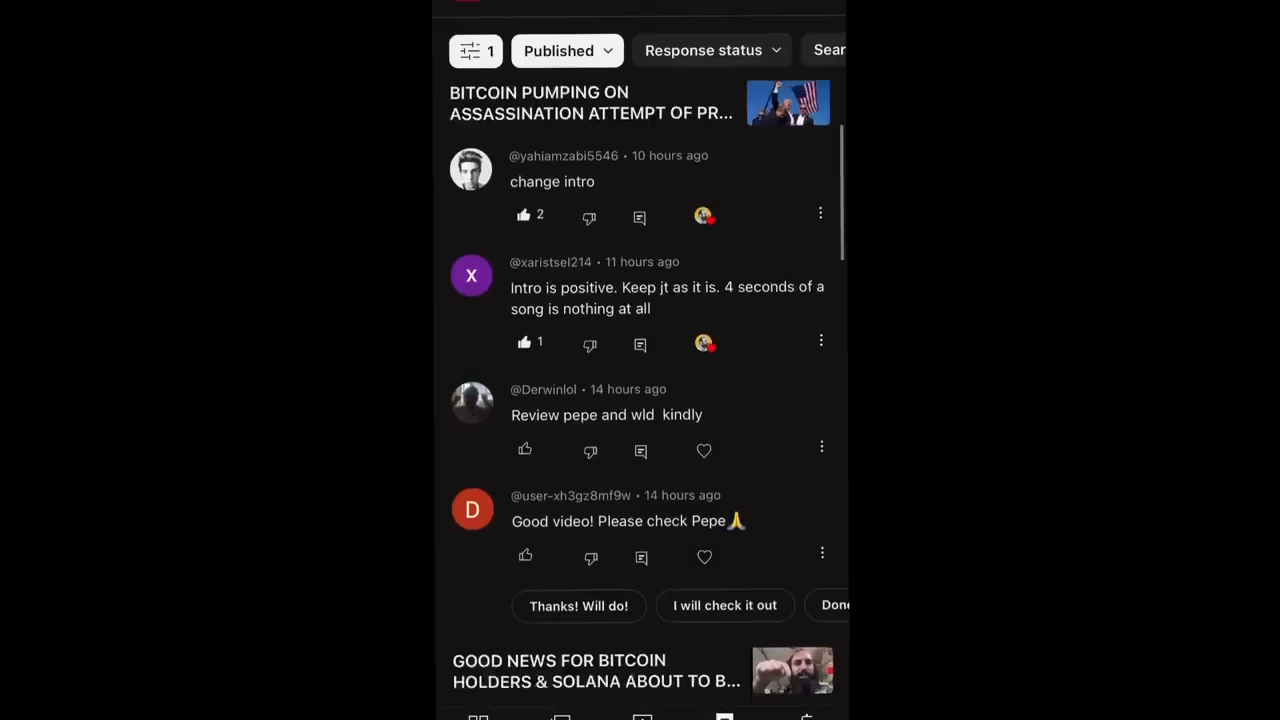 1 Published Response status Sear
BITCOIN PUMPING ON
ASSASSINATION ATTEMPT OF PR...
@yahiamzabi5546 • 10 hours ago
change intro
2
X
@xaristsel214 • 11 hours ago
Intro is positive. Keep jt as it is. 4 seconds of a
song is nothing at all
1
@Derwinlol • 14 hours ago
Review pepe and wld kindly
D
@user-xh3gz8mf9w • 14 hours ago
Good video! Please check Pepe🙏
Thanks! Will do! I will check it out Done
GOOD NEWS FOR BITCOIN
HOLDERS & SOLANA ABOUT TO B...